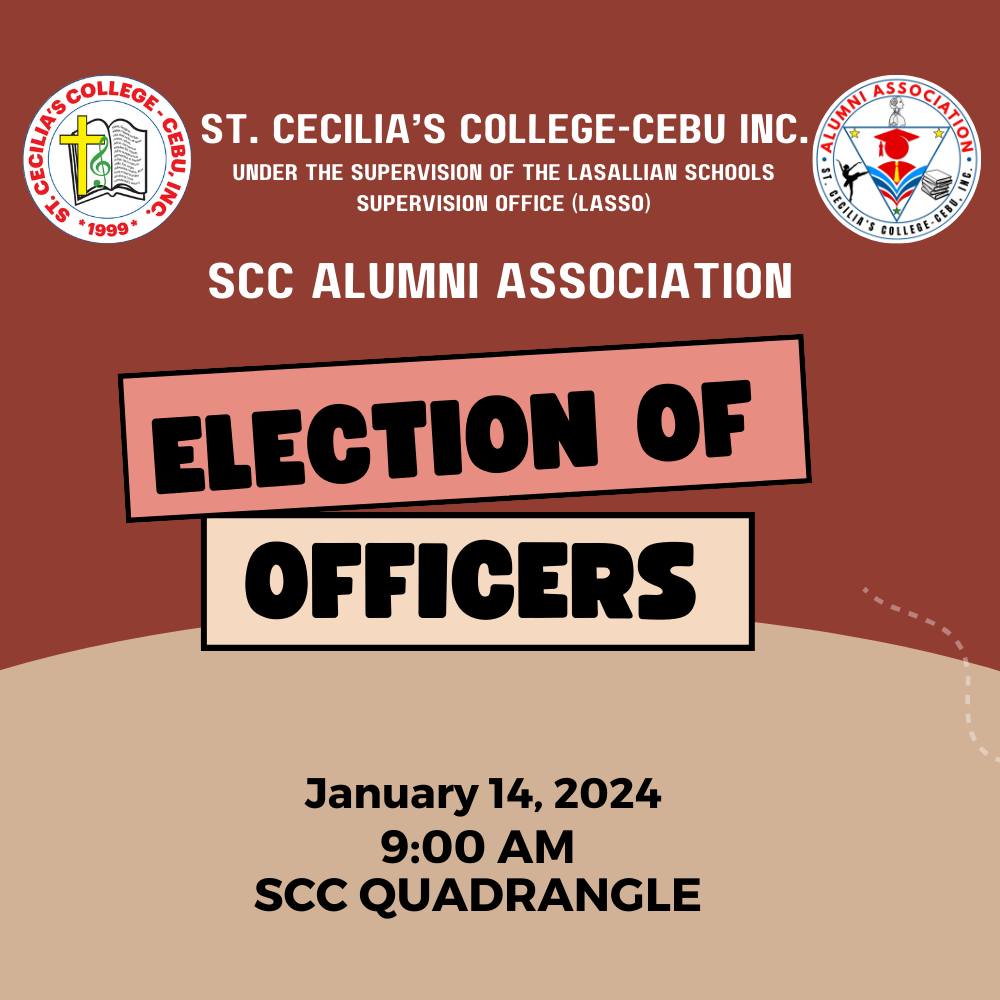 ST. CECILIA'S COLLEGE - CEBU, INC.
*1999*
ST. CECILIA'S COLLEGE-CEBU INC.
UNDER THE SUPERVISION OF THE LASALLIAN SCHOOLS
SUPERVISION OFFICE (LASSO)
ALUMNI ASSOCIATION
ST. CECILIA'S COLLEGE-CEBU, INC.
SCC ALUMNI ASSOCIATION
ELECTION OF
OFFICERS
January 14, 2024
9:00 AM
SCC QUADRANGLE